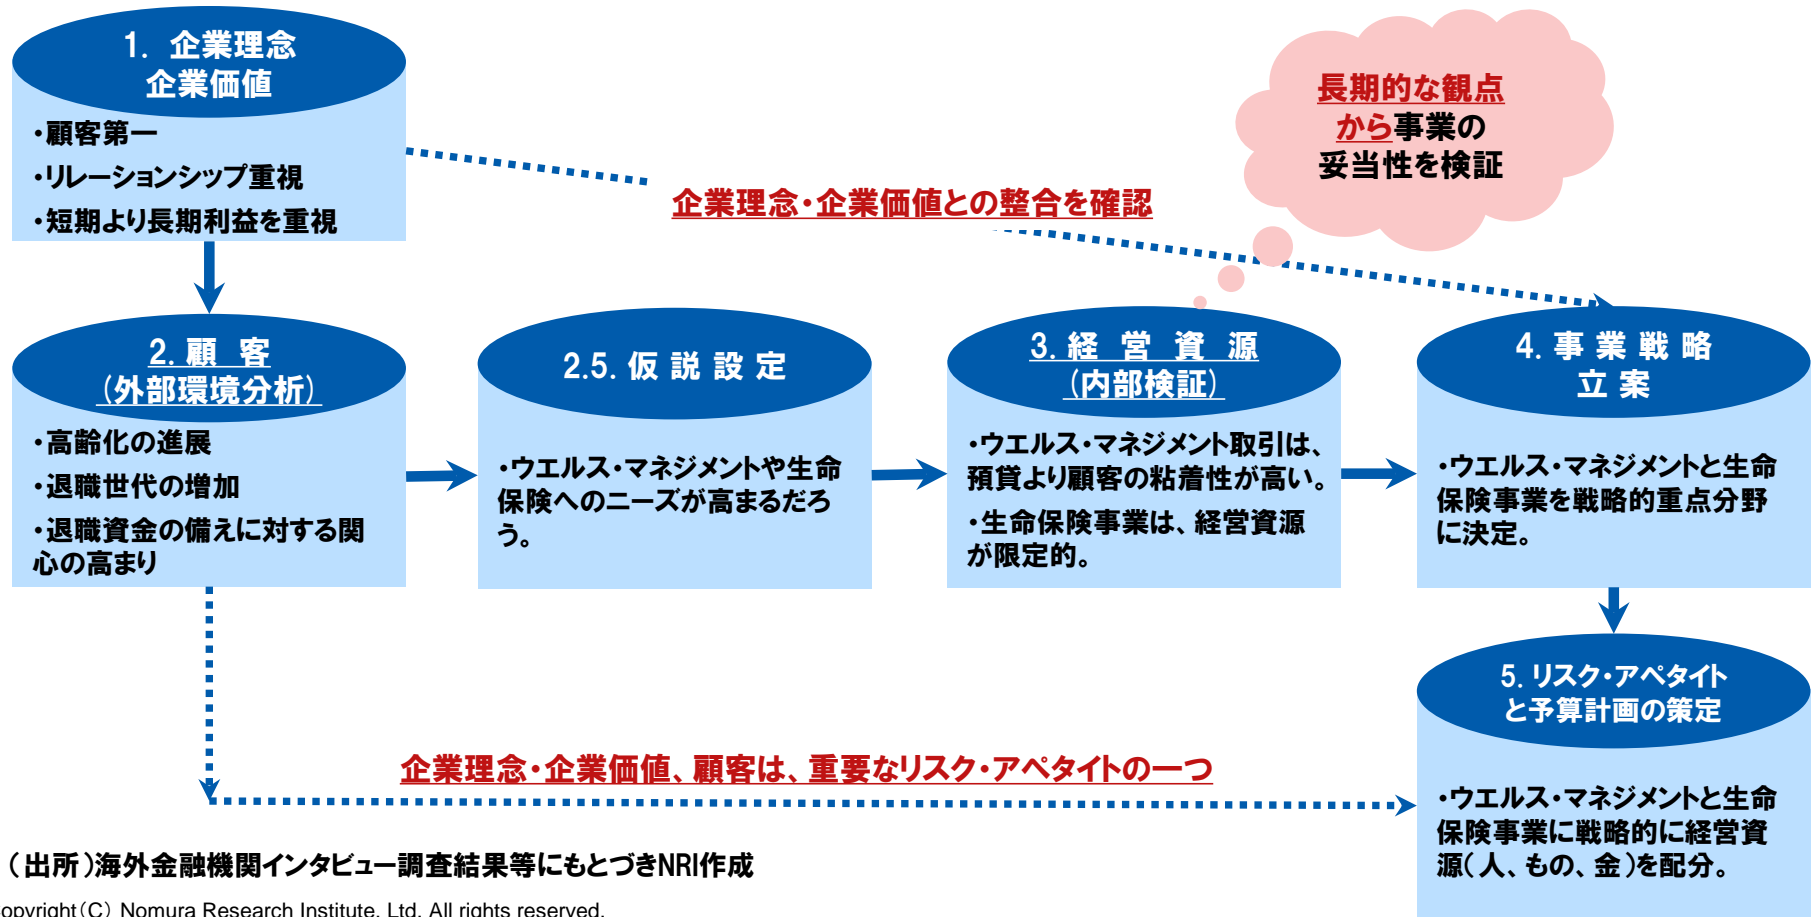 1. 企業理念
企業価値
・顧客第一
・リレーションシップ重視
・短期より長期利益を重視
長期的な観点
から事業の
妥当性を検証
企業理念・企業価値との整合を確認
2. 顧 客
(外部環境分析)
・高齢化の進展
・退職世代の増加
・退職資金の備えに対する関
心の高まり
2.5. 仮 説 設 定
・ウエルス・マネジメントや生命
保険へのニーズが高まるだろ
う。
3. 経 営 資 源
(内部検証)
・ウエルス・マネジメント取引は、
預貸より顧客の粘着性が高い。
・生命保険事業は、経営資源
が限定的。
4. 事 業 戦 略
立 案
・ウエルス・マネジメントと生命
保険事業を戦略的重点分野
に決定。
5. リスク・アペタイト
と予算計画の策定
・ウエルス・マネジメントと生命
保険事業に戦略的に経営資
源(人、もの、金)を配分。
企業理念・企業価値、顧客は、重要なリスク・アペタイトの一つ
(出所)海外金融機関インタビュー調査結果等にもとづきNRI作成
opyright(C) Nomura Research Institute, Ltd. All rights reserved.